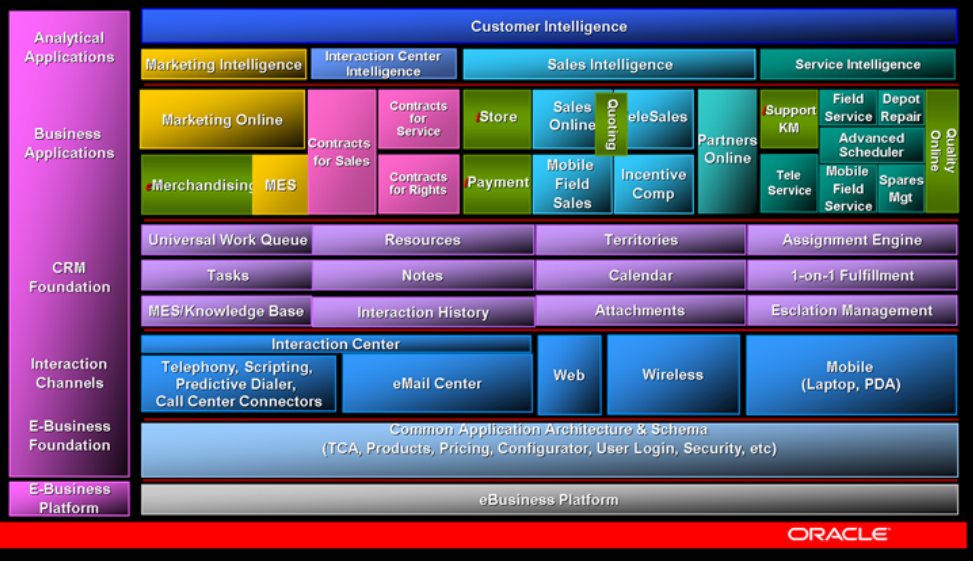 Analytical
Applications
Customer Intelligence
Marketing Intelligence
Interaction Center
Intelligence
Sales Intelligence
Service Intelligence
Business
Applications
Marketing Online
eMerchandising
MES
Contracts
for Sales
Contracts
for
Service
Contracts
for Rights
iStore
iPayment
Sales
Online
Quoting
eleSales
Mobile
Field
Sales
Incentive
Comp
Partners
Online
iSupport
KM
Tele
Service
Field
Service
Depot
Repair
Advanced
Scheduler
Mobile
Field
Service
Spares
Mgt
Quality
Online
CRM
Foundation
Universal Work Queue
Resources
Territories
Assignment Engine
Tasks
Notes
Calendar
1-on-1 Fulfillment
MES/Knowledge Base
Interaction History
Attachments
Esclation Management
Interaction
Channels
Interaction Center
Telephony, Scripting,
Predictive Dialer,
Call Center Connectors
eMail Center
Web
Wireless
Mobile
(Laptop, PDA)
E-Business
Foundation
Common Application Architecture & Schema
(TCA, Products, Pricing, Configurator, User Login, Security, etc)
E-Business
Platform
eBusiness Platform
ORACLE